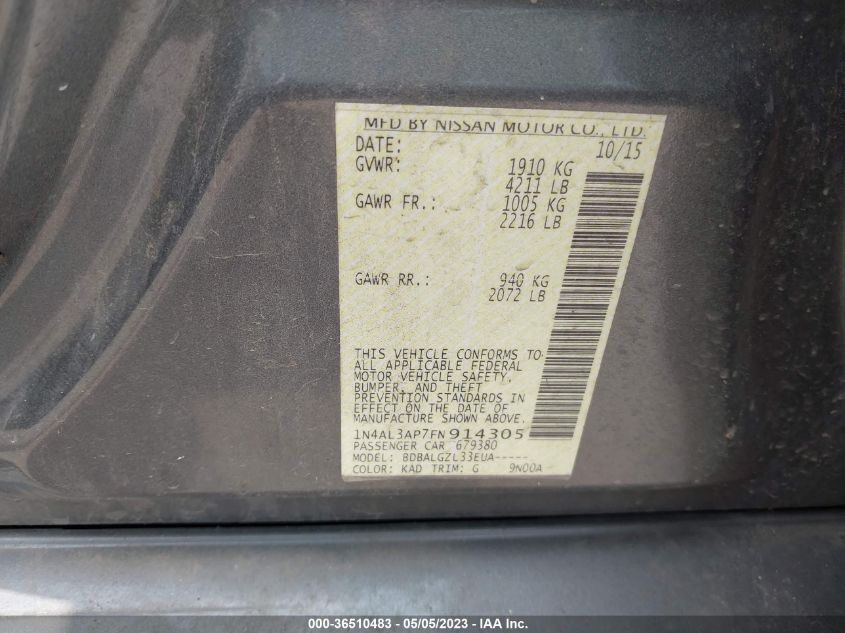 MFD BY NISSAN MOTOR CO., LTD.
DATE: 10/15
GVWR: 1910 KG
4211 LB
GAWR FR.: 1005 KG
2216 LB
GAWR RR.: 940 KG
2072 LB
THIS VEHICLE CONFORMS TO
ALL APPLICABLE FEDERAL
MOTOR VEHICLE SAFETY,
BUMPER, AND THEFT
PREVENTION STANDARDS IN
EFFECT ON THE DATE OF
MANUFACTURE SHOWN ABOVE.
1N4AL3AP7FN914305
PASSENGER CAR 679380
MODEL: BDBALGZL33EUA-----
COLOR: KAD TRIM: G 9N00A
000-36510483 - 05/05/2023 - IAA, Inc.